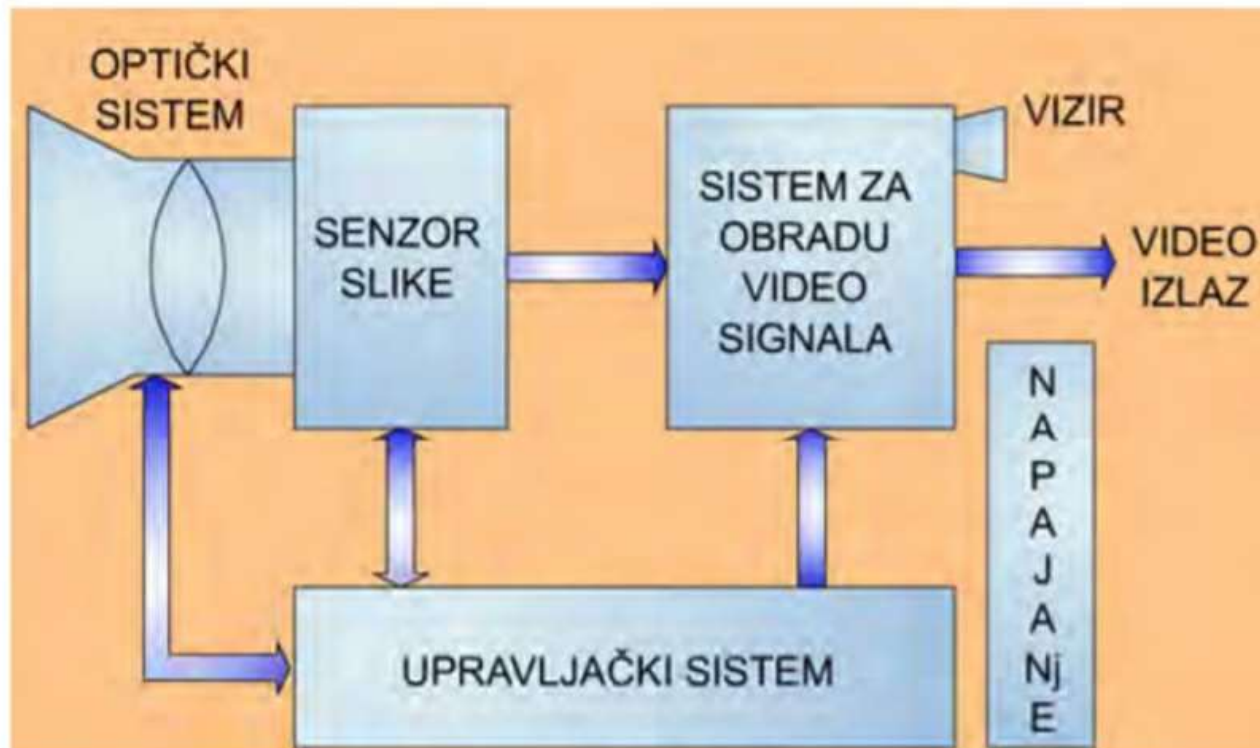 OPTIČKI
SISTEM
SENZOR
SLIKE
SISTEM ZA
OBRADU
VIDEO
SIGNALA
VIZIR
VIDEO
IZLAZ
UPRAVLJAČKI SISTEM
N
A
P
A
J
A
Nj
E